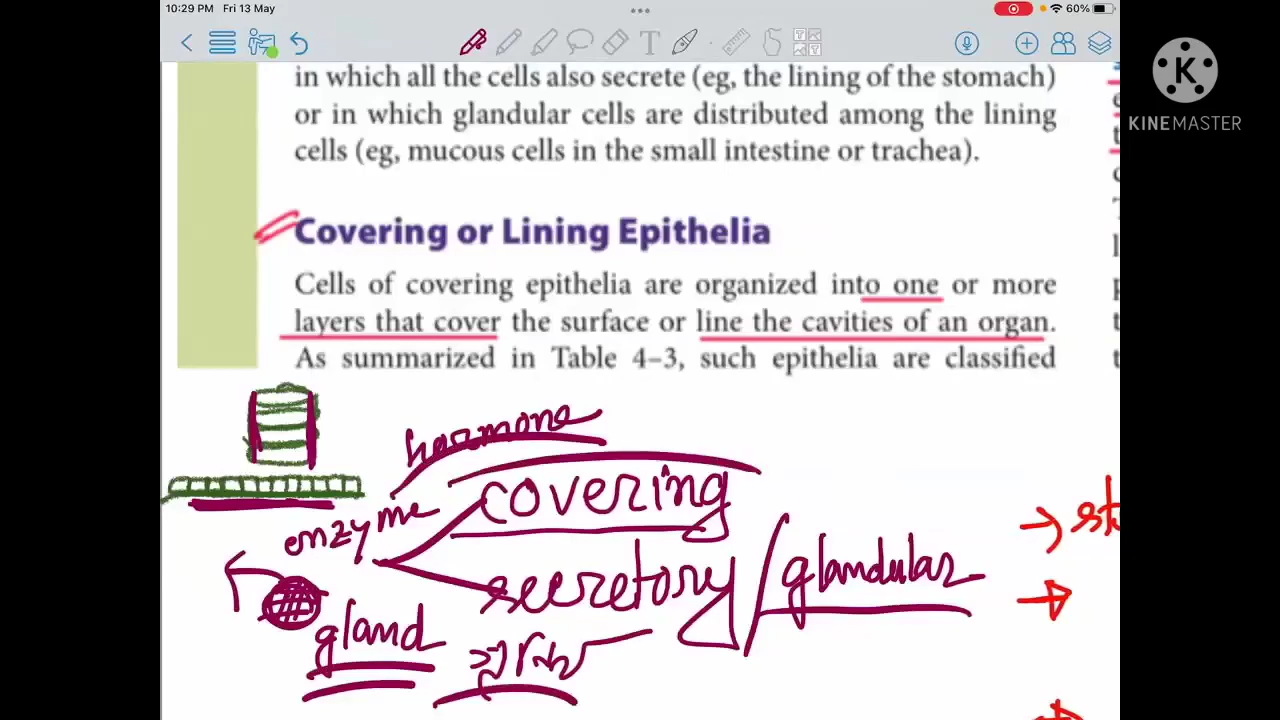 10:29 PM Fri 13 May
60%
KINEMASTER
in which all the cells also secrete (eg, the lining of the stomach)
or in which glandular cells are distributed among the lining
cells (eg, mucous cells in the small intestine or trachea).
Covering or Lining Epithelia
Cells of covering epithelia are organized into one or more
layers that cover the surface or line the cavities of an organ.
As summarized in Table 4–3, such epithelia are classified
hormone
covering
enzyme
secretory / glandular
gland